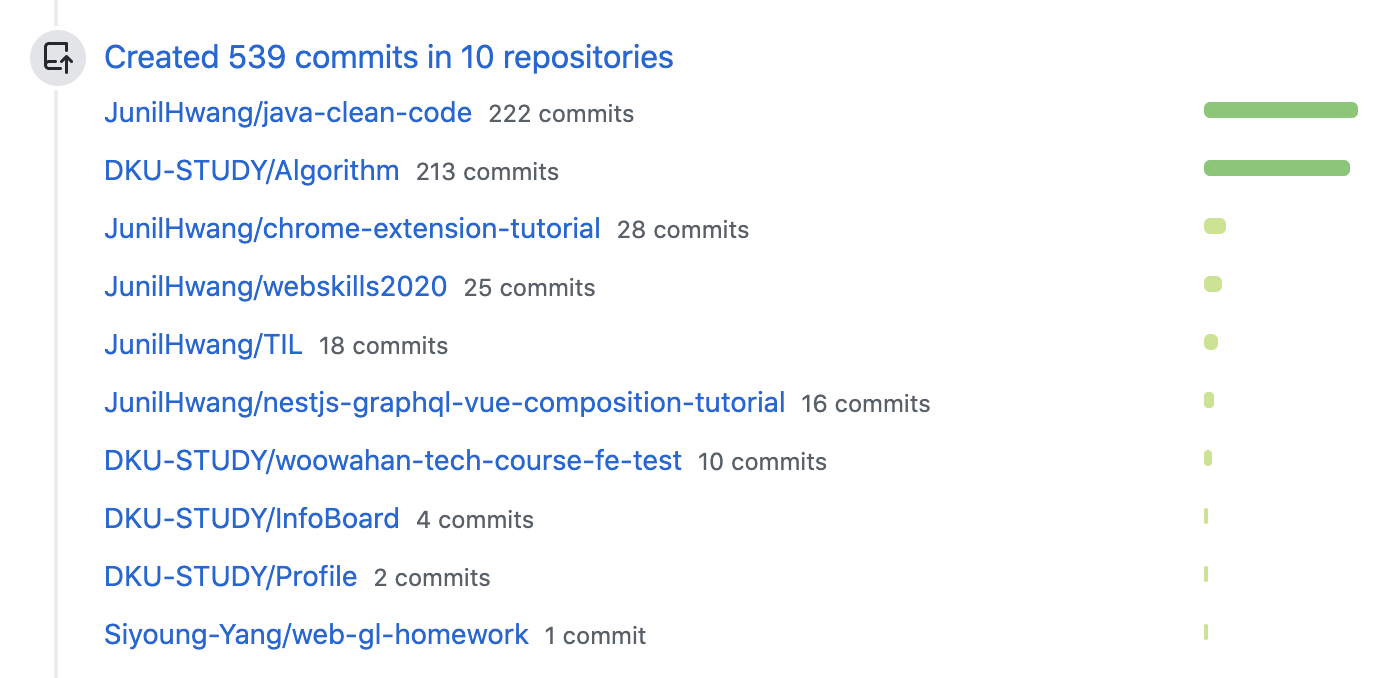 Created 539 commits in 10 repositories
JunilHwang/java-clean-code 222 commits
DKU-STUDY/Algorithm 213 commits
JunilHwang/chrome-extension-tutorial 28 commits
JunilHwang/webskills2020 25 commits
JunilHwang/TIL 18 commits
JunilHwang/nestjs-graphql-vue-composition-tutorial 16 commits
DKU-STUDY/woowahan-tech-course-fe-test 10 commits
DKU-STUDY/InfoBoard 4 commits
DKU-STUDY/Profile 2 commits
Siyoung-Yang/web-gl-homework 1 commit